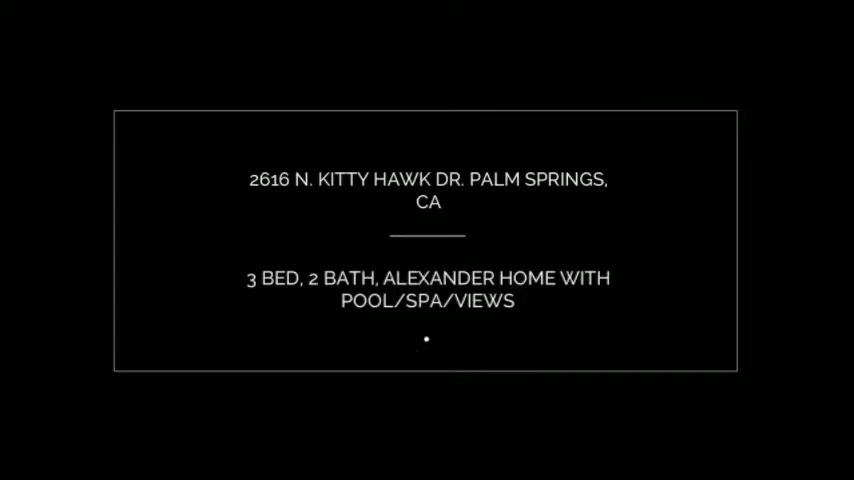 2616 N. KITTY HAWK DR. PALM SPRINGS,
CA
3 BED, 2 BATH, ALEXANDER HOME WITH
POOL/SPA/VIEWS